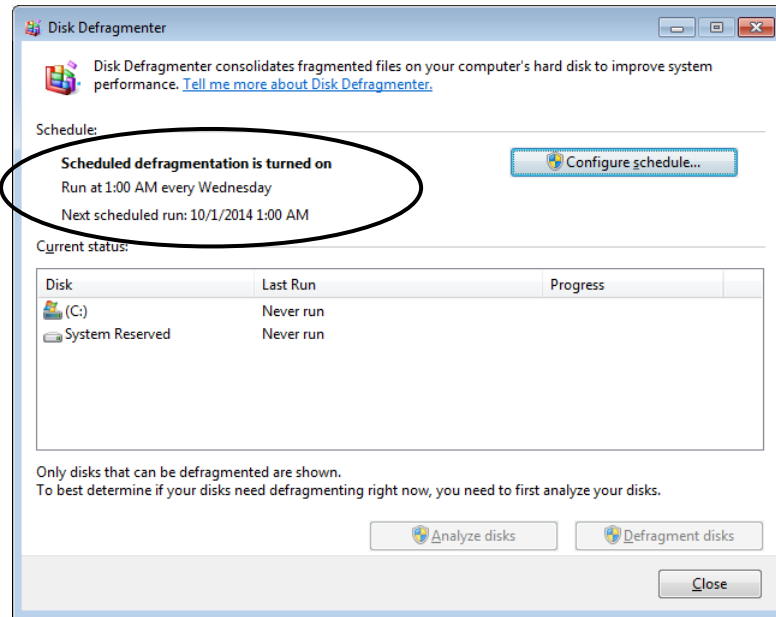 Disk Defragmenter
Disk Defragmenter consolidates fragmented files on your computer's hard disk to improve system
performance. Tell me more about Disk Defragmenter.
Schedule:
Scheduled defragmentation is turned on
Configure schedule...
Run at 1:00 AM every Wednesday
Next scheduled run: 10/1/2014 1:00 AM
Current status:
Disk Last Run Progress
(C:) Never run
System Reserved Never run
Only disks that can be defragmented are shown.
To best determine if your disks need defragmenting right now, you need to first analyze your disks.
Analyze disks Defragment disks
Close